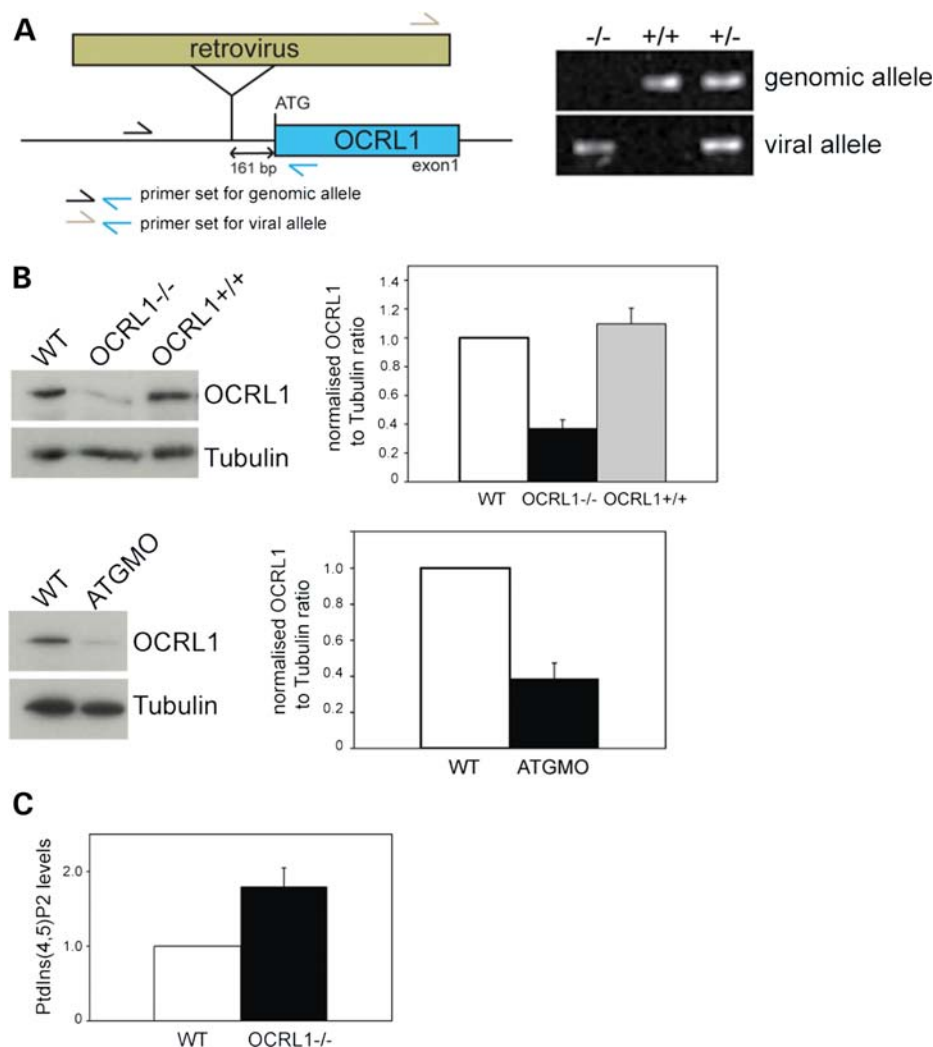 A
retrovirus
ATG
OCRL1
161 bp
exon1
primer set for genomic allele
primer set for viral allele
-/- +/+ +/-
genomic allele
viral allele
B
WT OCRL1-/- OCRL1+/+
OCRL1
Tubulin
normalised OCRL1
to Tubulin ratio
1.4
1.2
1.0
0.8
0.6
0.4
0.2
0
WT OCRL1-/- OCRL1+/+
WT ATGMO
OCRL1
Tubulin
normalised OCRL1
to Tubulin ratio
1.0
0.8
0.6
0.4
0.2
0
WT ATGMO
C
PtdIns(4,5)P2 levels
2.0
1.0
0
WT OCRL1-/-